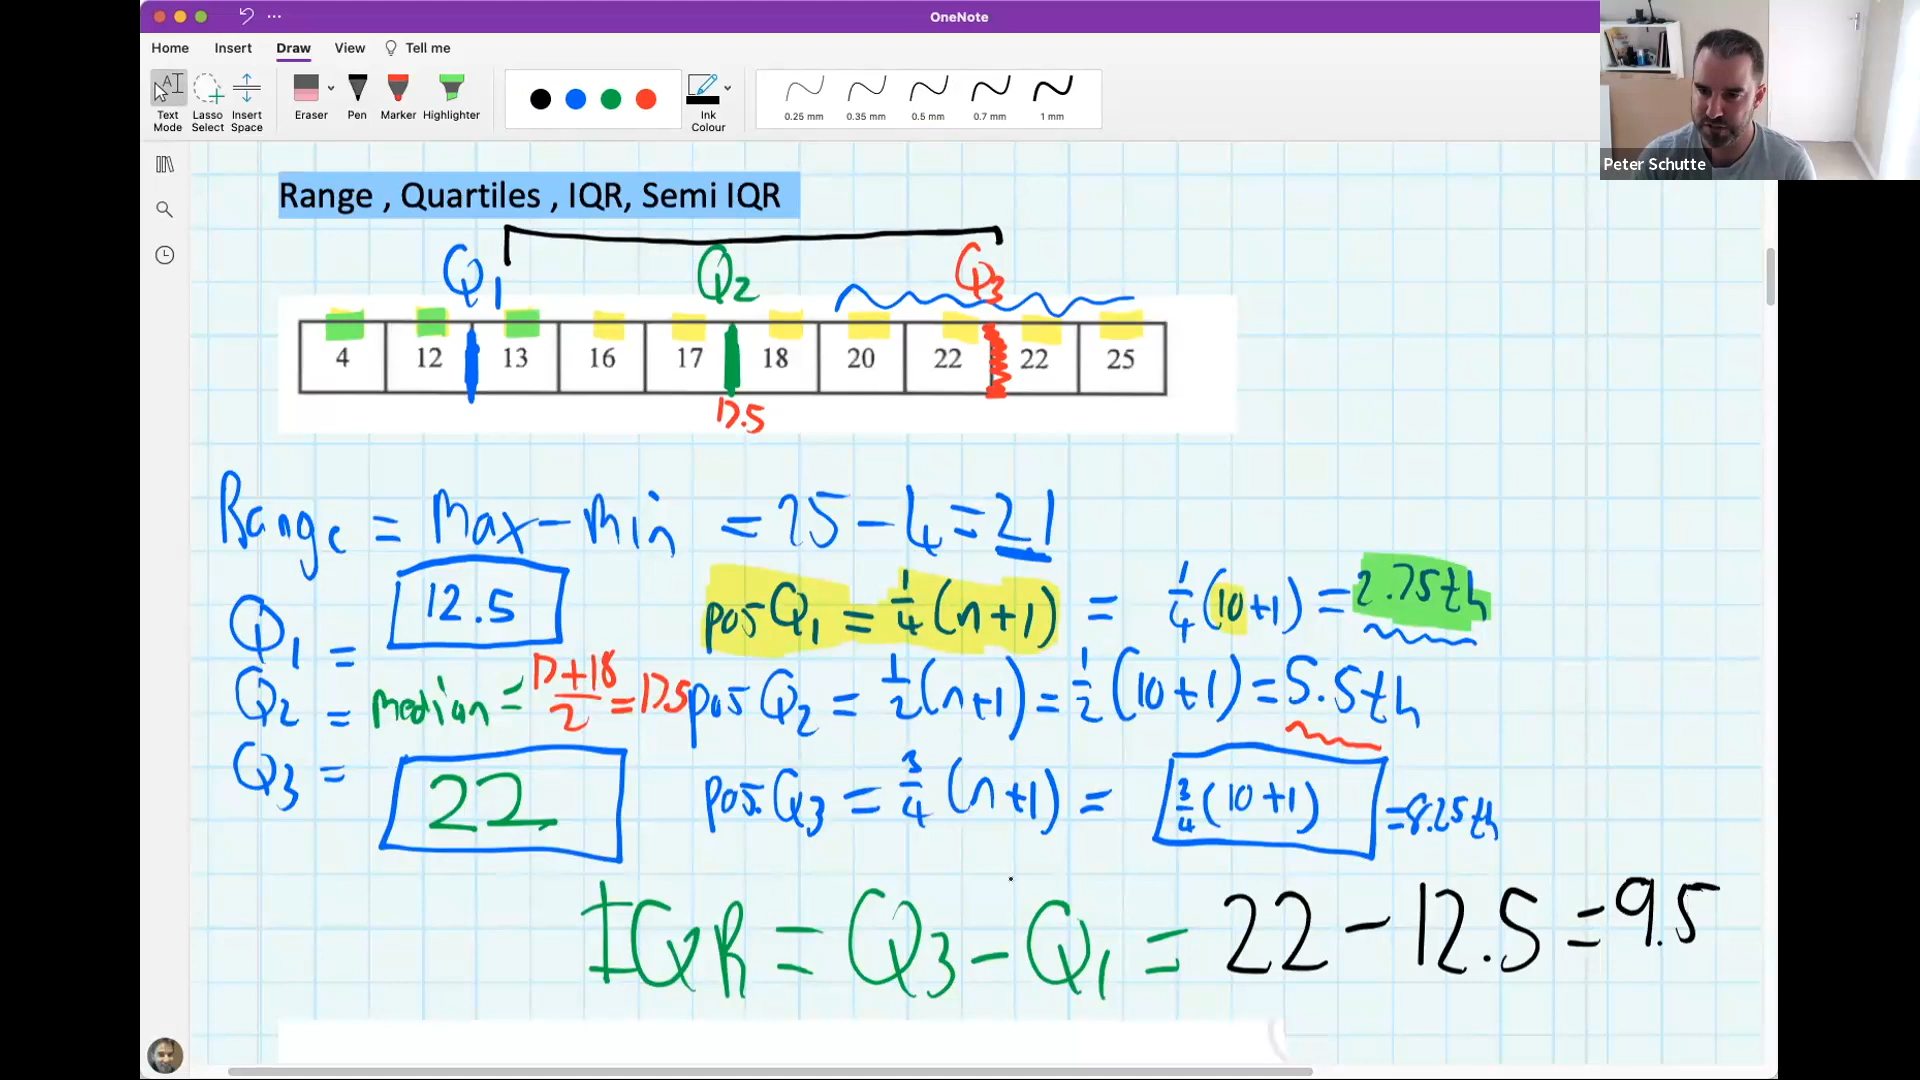 OneNote
Home Insert Draw View Tell me
Text Mode Lasso Select Insert Space Eraser Pen Marker Highlighter Ink Colour 0.25 mm 0.35 mm 0.5 mm 0.7 mm 1 mm
Peter Schutte
Range , Quartiles , IQR, Semi IQR
Q1 Q2 Q3
4 12 13 16 17 18 20 22 22 25
17.5
Range = Max - Min = 25 - 4 = 21
Q1 = 12.5 pos Q1 = 1/4 (n+1) = 1/4 (10+1) = 2.75th
Q2 = median = 17+18/2 = 17.5 pos Q2 = 1/2 (n+1) = 1/2 (10+1) = 5.5th
Q3 = 22 pos. Q3 = 3/4 (n+1) = 3/4 (10+1) = 8.25th
IQR = Q3 - Q1 = 22 - 12.5 = 9.5